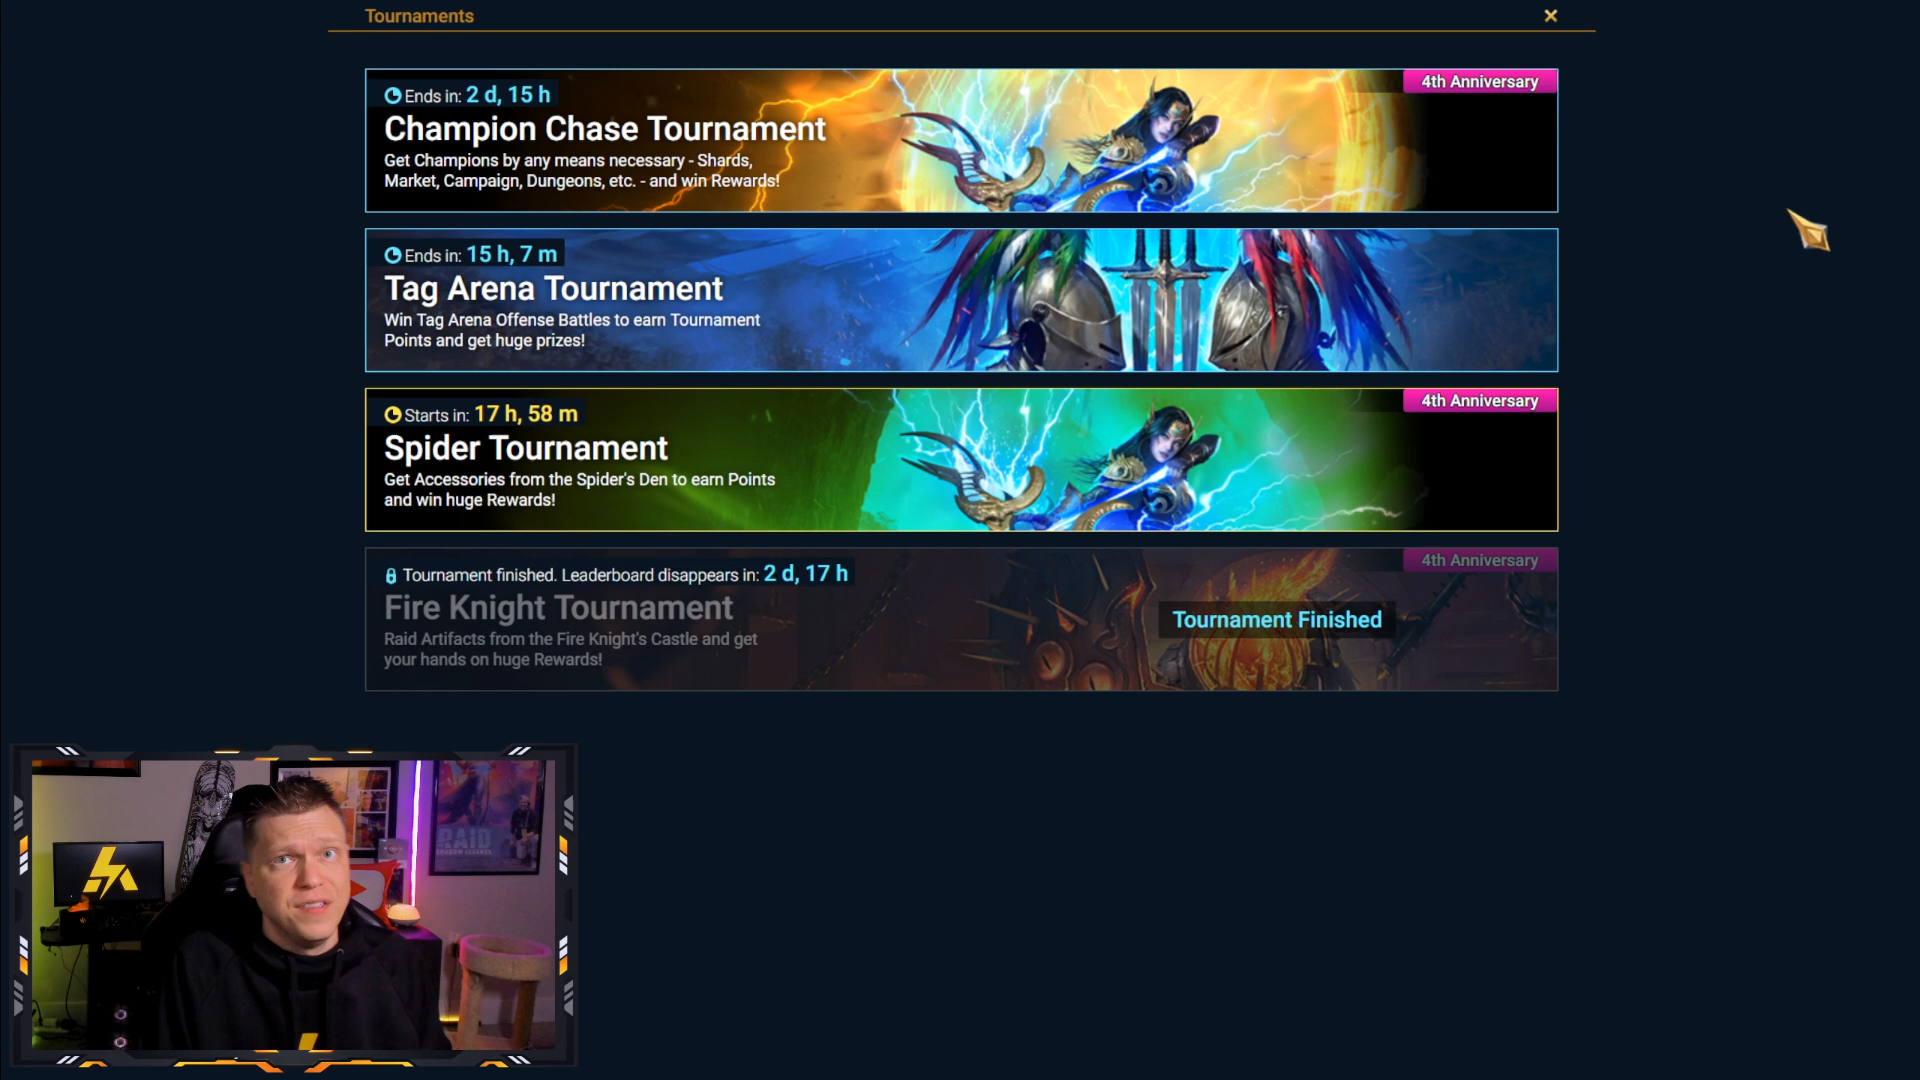 Tournaments
4th Anniversary
Ends in: 2 d, 15 h
Champion Chase Tournament
Get Champions by any means necessary - Shards,
Market, Campaign, Dungeons, etc. - and win Rewards!
Ends in: 15 h, 7 m
Tag Arena Tournament
Win Tag Arena Offense Battles to earn Tournament
Points and get huge prizes!
4th Anniversary
Starts in: 17 h, 58 m
Spider Tournament
Get Accessories from the Spider's Den to earn Points
and win huge Rewards!
4th Anniversary
Tournament finished. Leaderboard disappears in: 2 d, 17 h
Fire Knight Tournament
Raid Artifacts from the Fire Knight's Castle and get
your hands on huge Rewards!
Tournament Finished
RAID
SHADOW LEGENDS